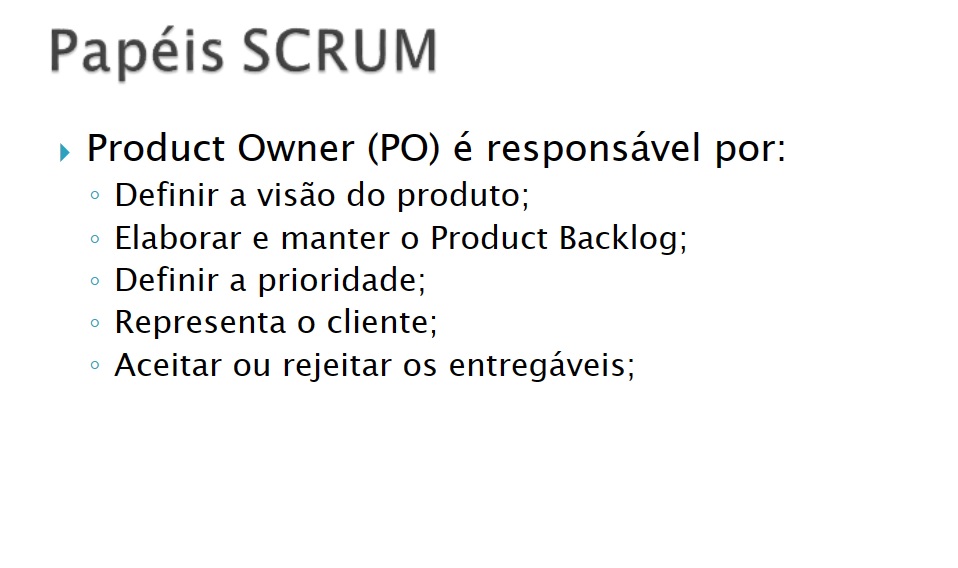 Papéis SCRUM
Product Owner (PO) é responsável por:
Definir a visão do produto;
Elaborar e manter o Product Backlog;
Definir a prioridade;
Representa o cliente;
Aceitar ou rejeitar os entregáveis;